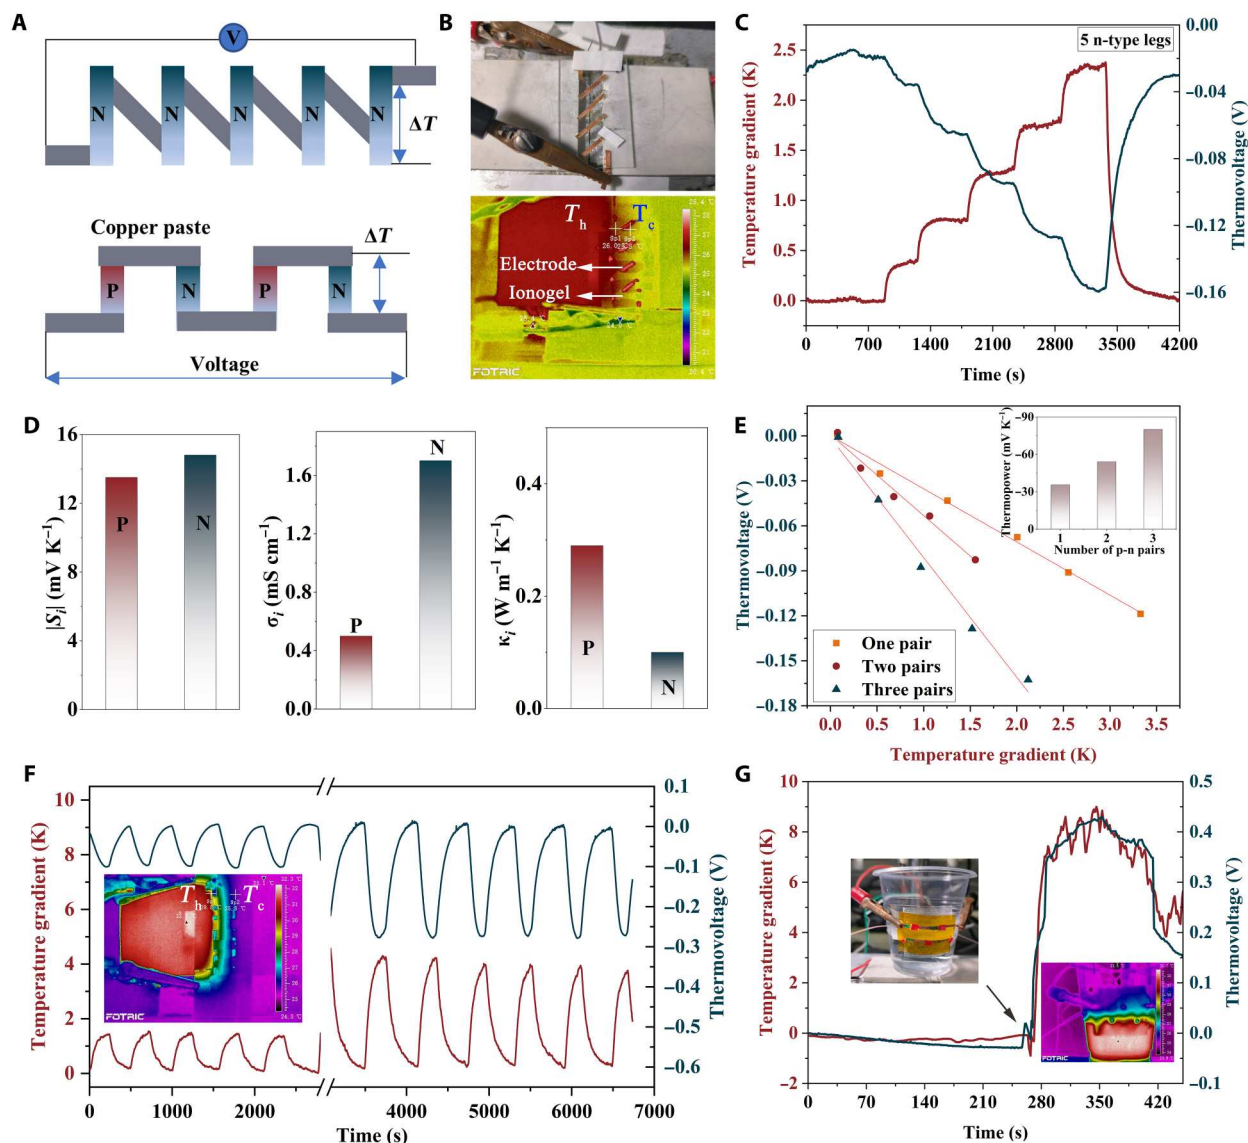 A
V
N N N N N
ΔT
Copper paste
ΔT
P N P N
Voltage
B
Th Tc
Electrode
Ionogel
FOTRIC
C
5 n-type legs
Temperature gradient (K)
2.5
2.0
1.5
1.0
0.5
0.0
0.00
−0.04
−0.08
−0.12
−0.16
Thermovoltage (V)
0 700 1400 2100 2800 3500 4200
Time (s)
D
|Si| (mV K−1)
16
12
8
4
0
P N
σi (mS cm−1)
1.6
1.2
0.8
0.4
0.0
P N
κi (W m−1 K−1)
0.4
0.2
0.0
P N
E
Thermovoltage (V)
0.00
−0.03
−0.06
−0.09
−0.12
−0.15
−0.18
One pair
Two pairs
Three pairs
0.0 0.5 1.0 1.5 2.0 2.5 3.0 3.5
Temperature gradient (K)
Thermopower (mV K−1)
−90
−60
−30
0
1 2 3
Number of p-n pairs
F
Temperature gradient (K)
10
8
6
4
2
0
Th Tc
FOTRIC
0.1
0.0
−0.1
−0.2
−0.3
−0.4
−0.5
−0.6
Thermovoltage (V)
0 1000 2000 4000 5000 6000 7000
Time (s)
G
Temperature gradient (K)
10
8
6
4
2
0
−2
FOTRIC
0.5
0.4
0.3
0.2
0.1
0.0
−0.1
Thermovoltage (V)
0 70 140 210 280 350 420
Time (s)